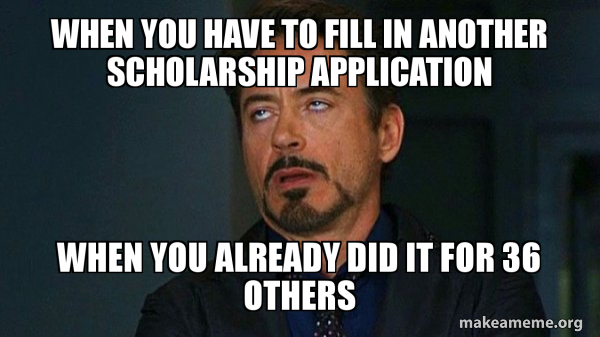 WHEN YOU HAVE TO FILL IN ANOTHER
SCHOLARSHIP APPLICATION
WHEN YOU ALREADY DID IT FOR 36
OTHERS
makeameme.org